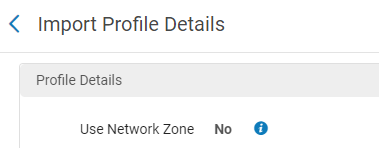 Import Profile Details
Profile Details
Use Network Zone No